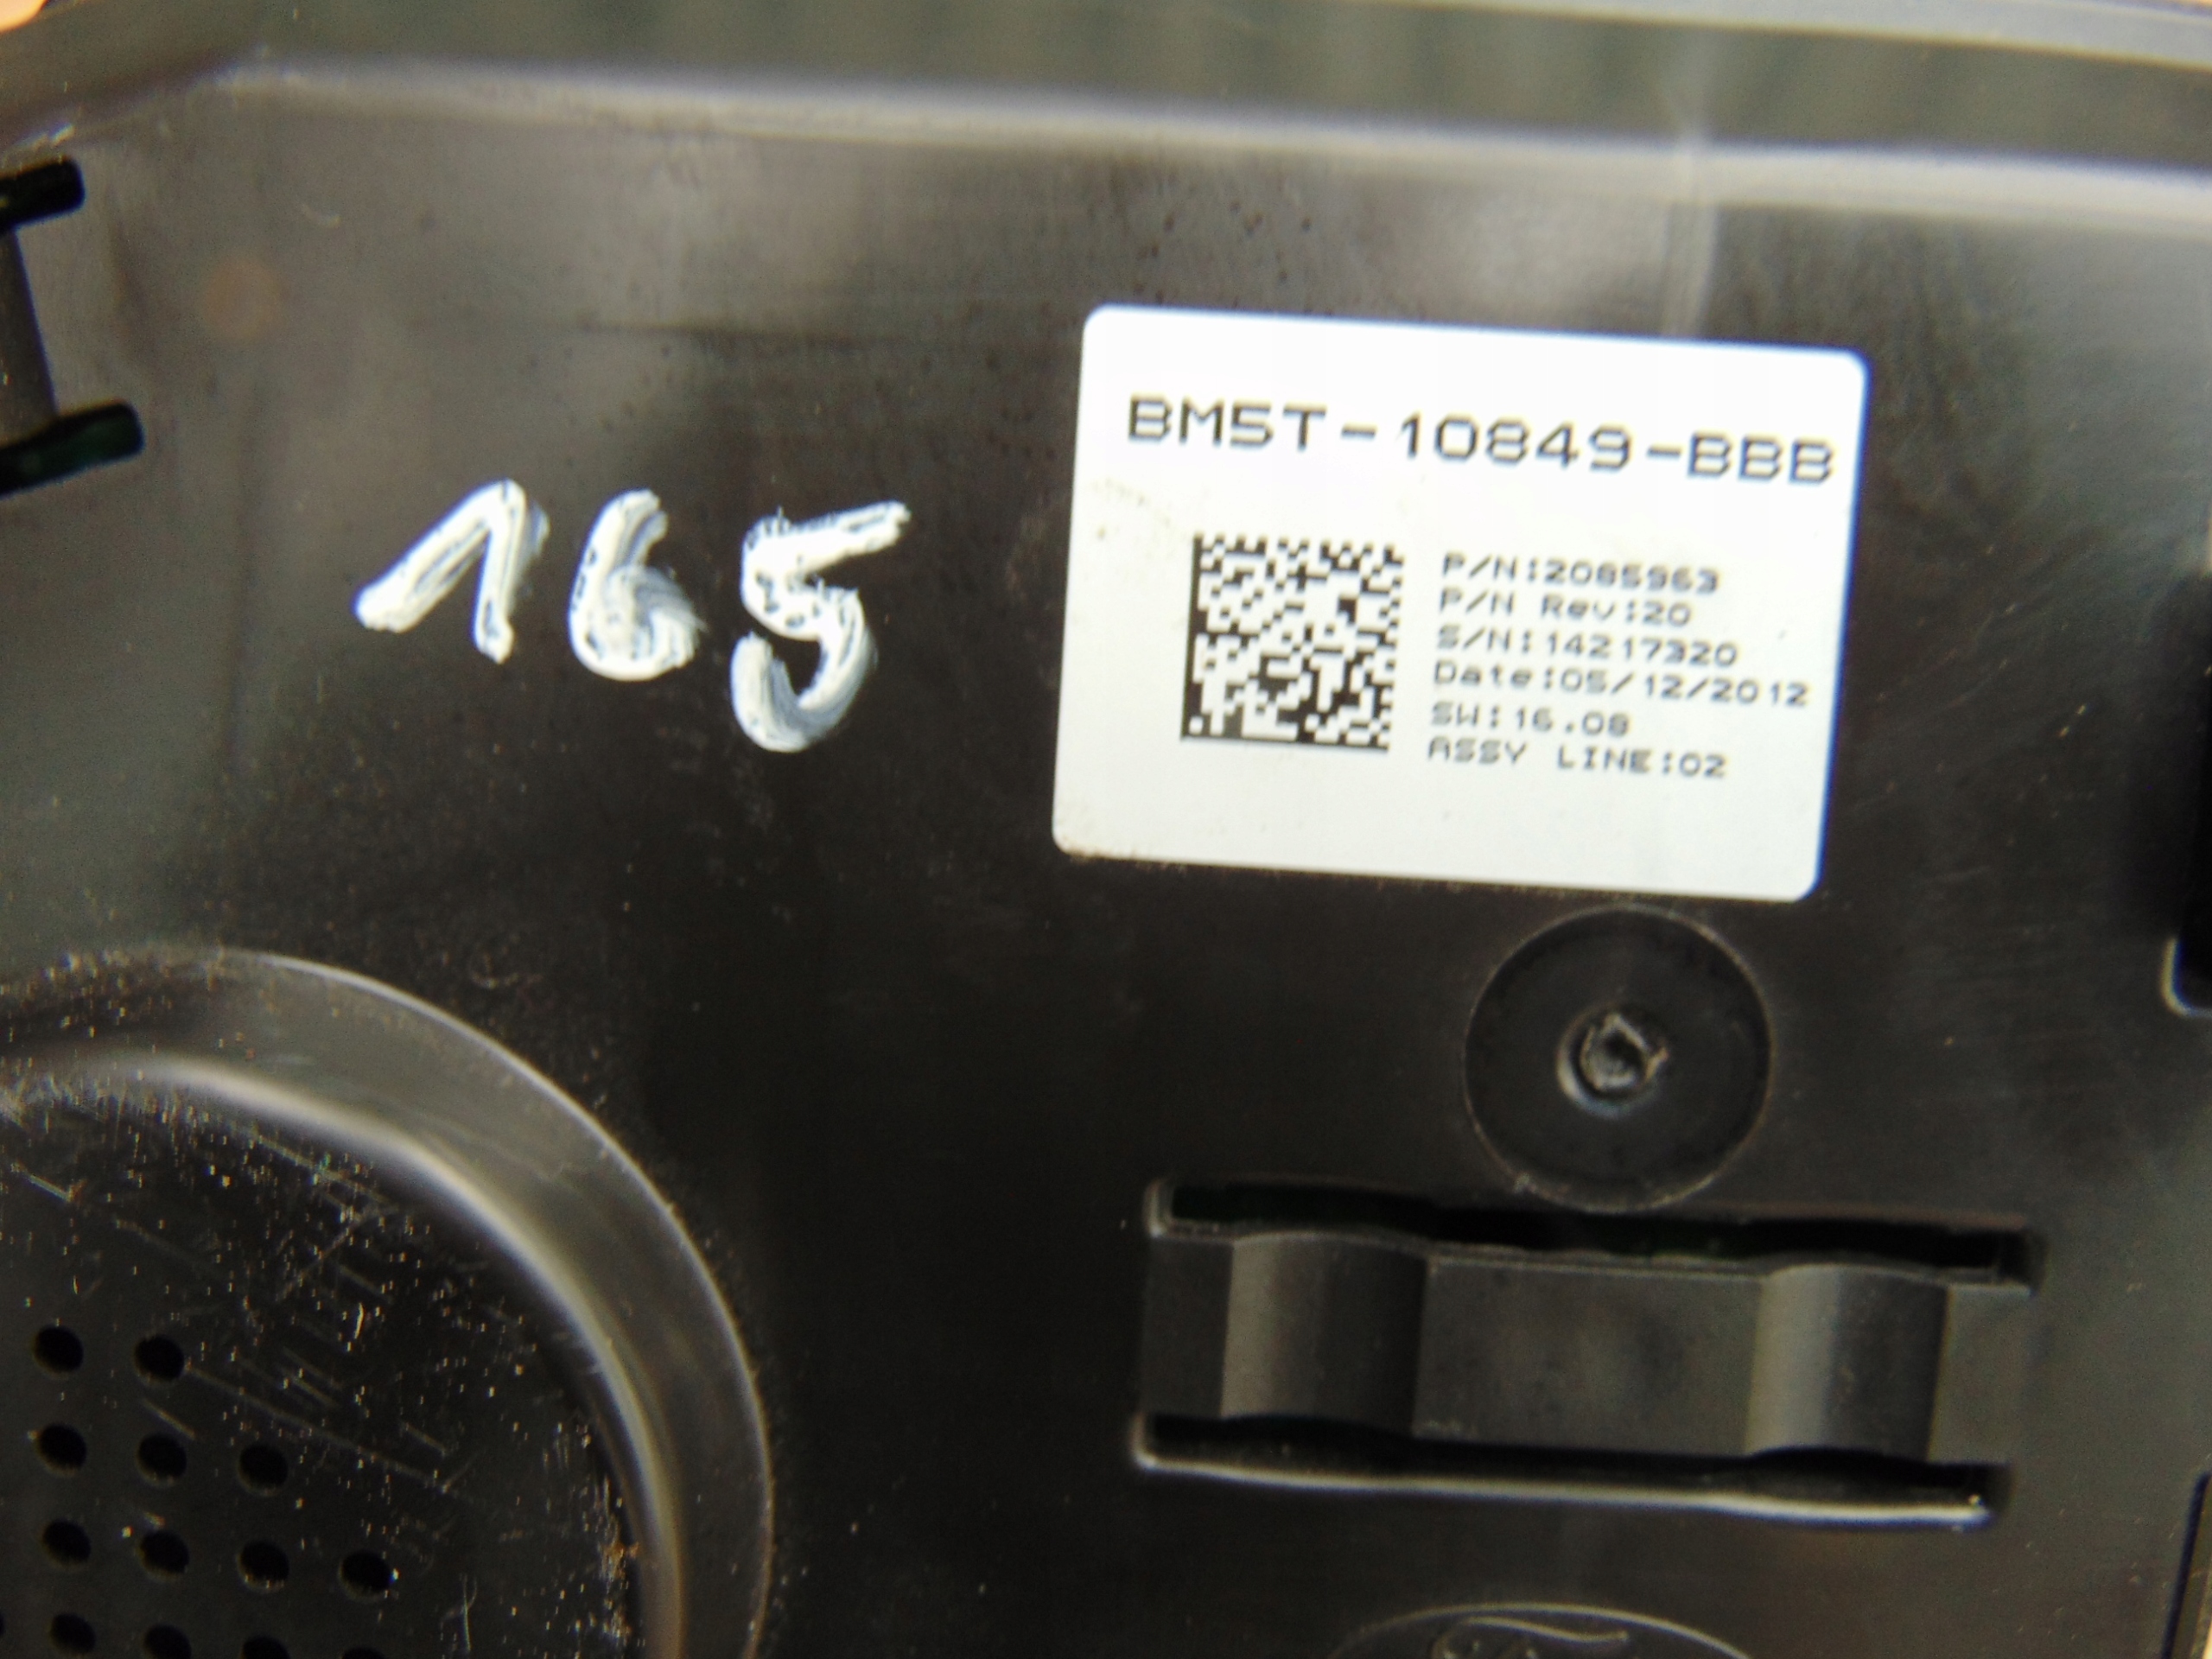 165
BM5T-10849-BBB
P/N:2085963
P/N Rev:20
S/N:14217320
Date:05/12/2012
SW:16.08
ASSY LINE:02